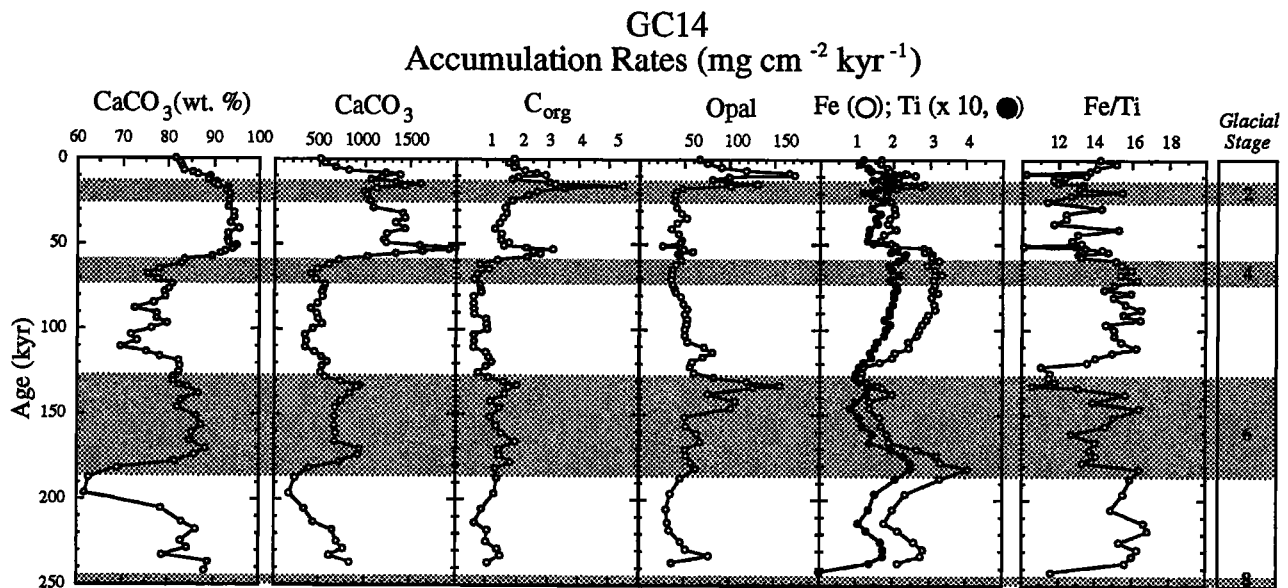 GC14
Accumulation Rates (mg cm -2 kyr -1)
CaCO3(wt. %) CaCO3 Corg Opal Fe (○); Ti (x 10, ●) Fe/Ti Glacial Stage
60 70 80 90 100 500 1000 1500 1 2 3 4 5 50 100 150 1 2 3 4 12 14 16 18
0
50
100
150
200
250
Age (kyr)
2
4
6
8